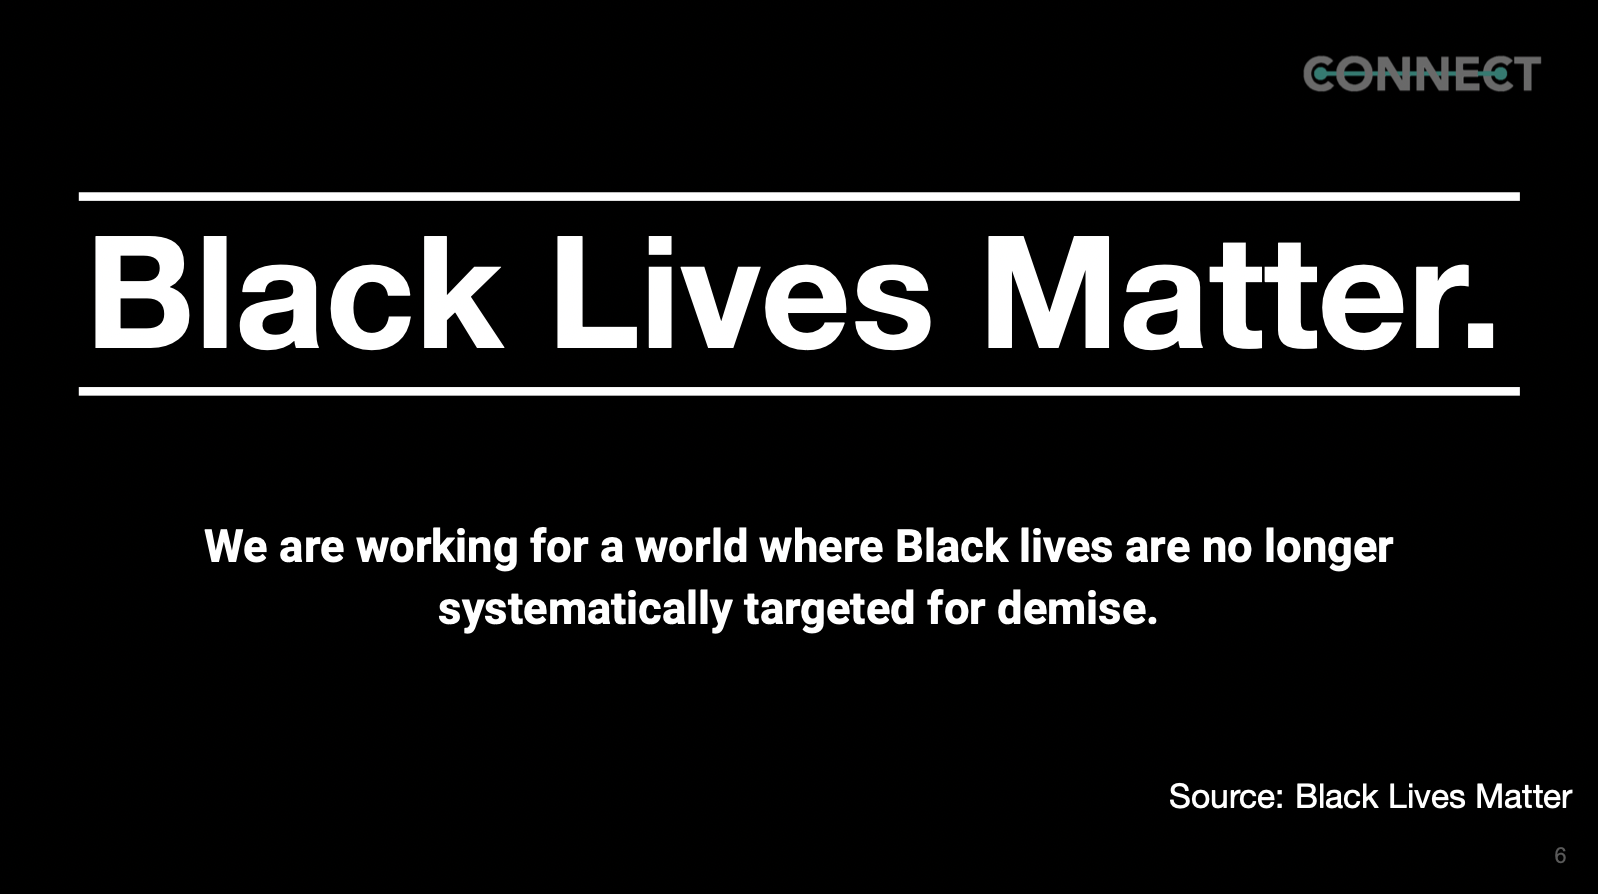 CONNECT
Black Lives Matter.
We are working for a world where Black lives are no longer
systematically targeted for demise.
Source: Black Lives Matter
6